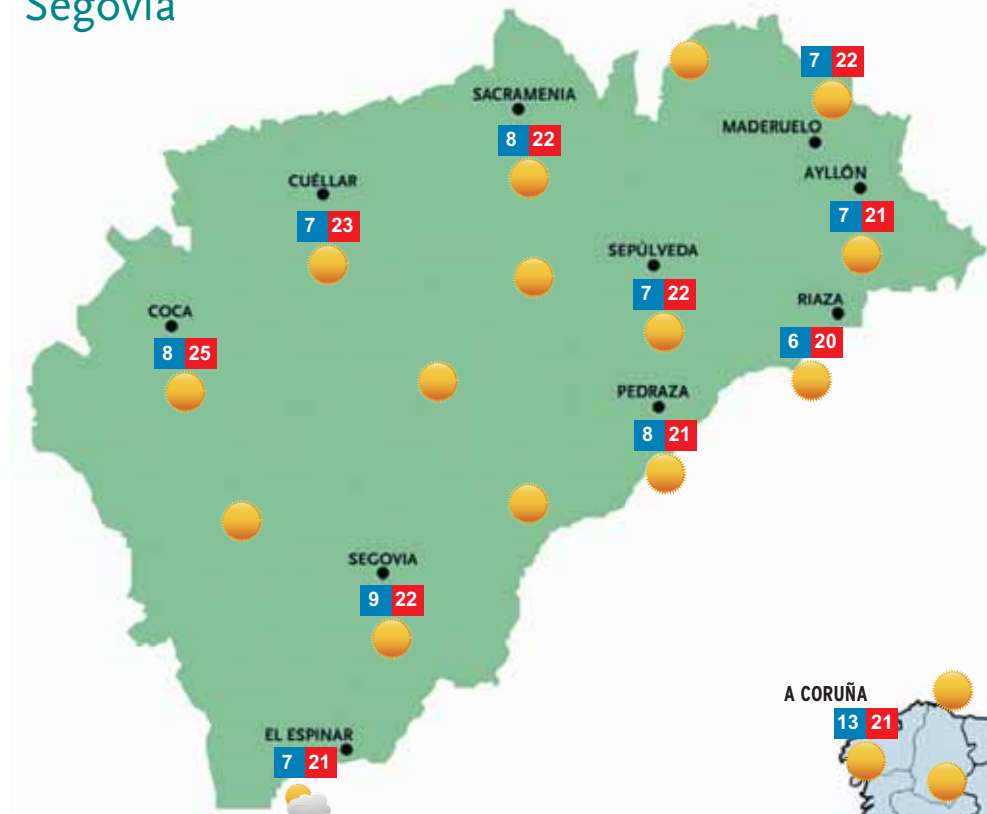 Segovia
7 22
SACRAMENIA
MADERUELO
8 22
AYLLÓN
CUÉLLAR
7 21
7 23
SEPÚLVEDA
7 22
RIAZA
COCA
6 20
8 25
PEDRAZA
8 21
SEGOVIA
9 22
A CORUÑA
13 21
EL ESPINAR
7 21